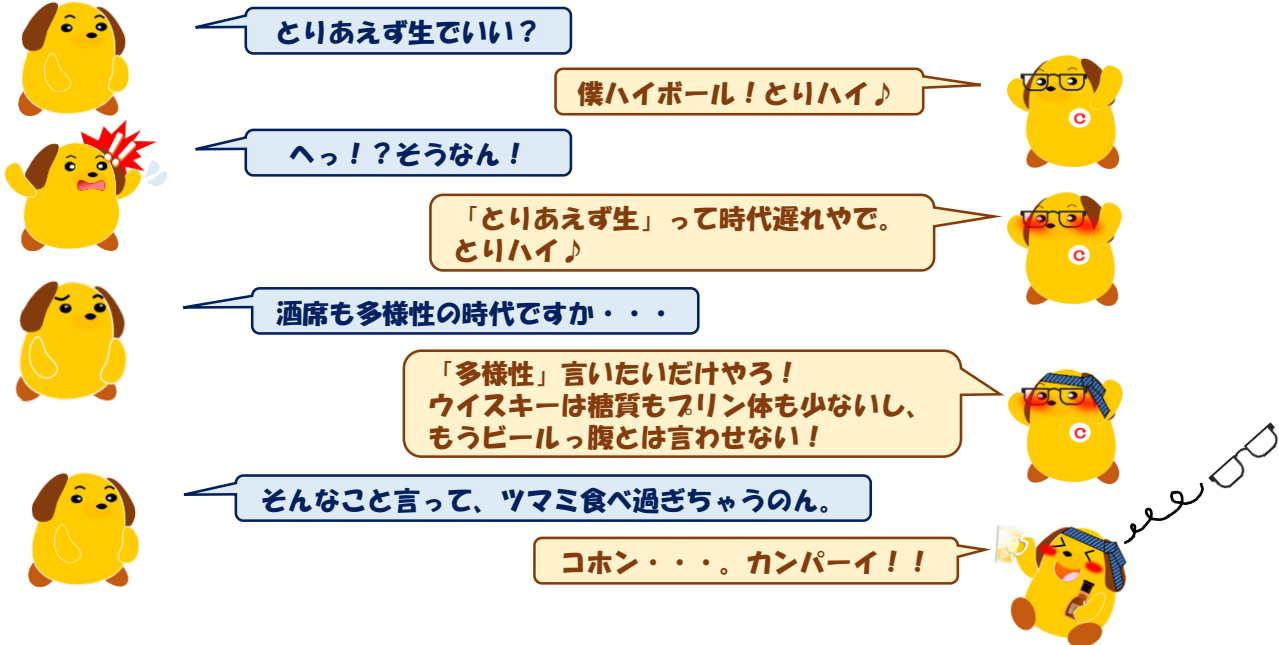 とりあえず生でいい？
僕ハイボール！とりハイ♪
C
へっ！？そうなん！
「とりあえず生」って時代遅れやで。
とりハイ♪
C
酒席も多様性の時代ですか・・・
「多様性」言いたいだけやろ！
ウイスキーは糖質もプリン体も少ないし、
もうビールっ腹とは言わせない！
C
そんなこと言って、ツマミ食べ過ぎちゃうのん。
コホン・・・。カンパーイ！！